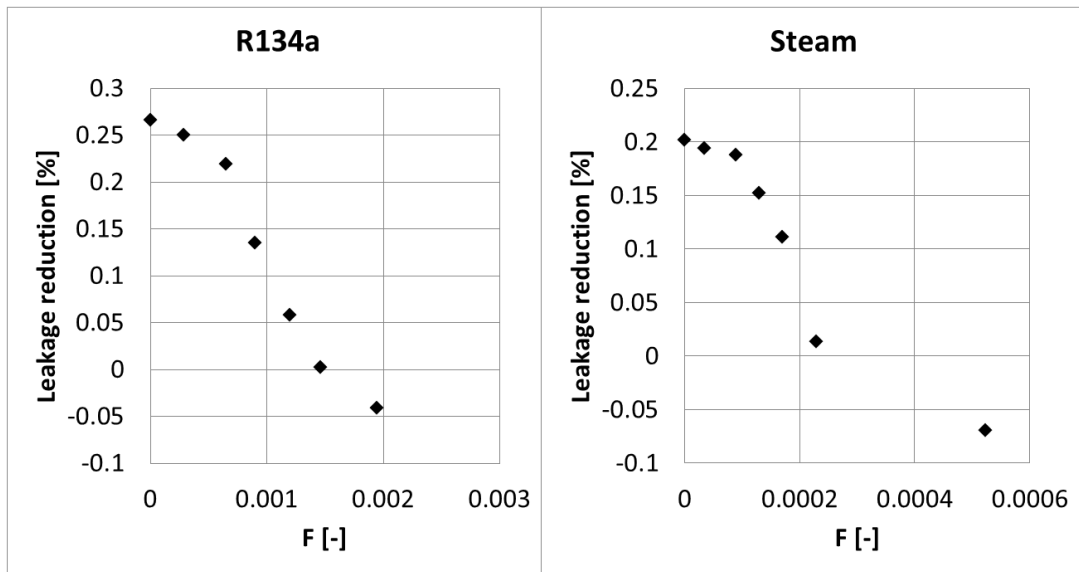 R134a
Leakage reduction [%]
0.3
0.25
0.2
0.15
0.1
0.05
0
-0.05
-0.1
0 0.001 0.002 0.003
F [-]
Steam
Leakage reduction [%]
0.25
0.2
0.15
0.1
0.05
0
-0.05
-0.1
0 0.0002 0.0004 0.0006
F [-]